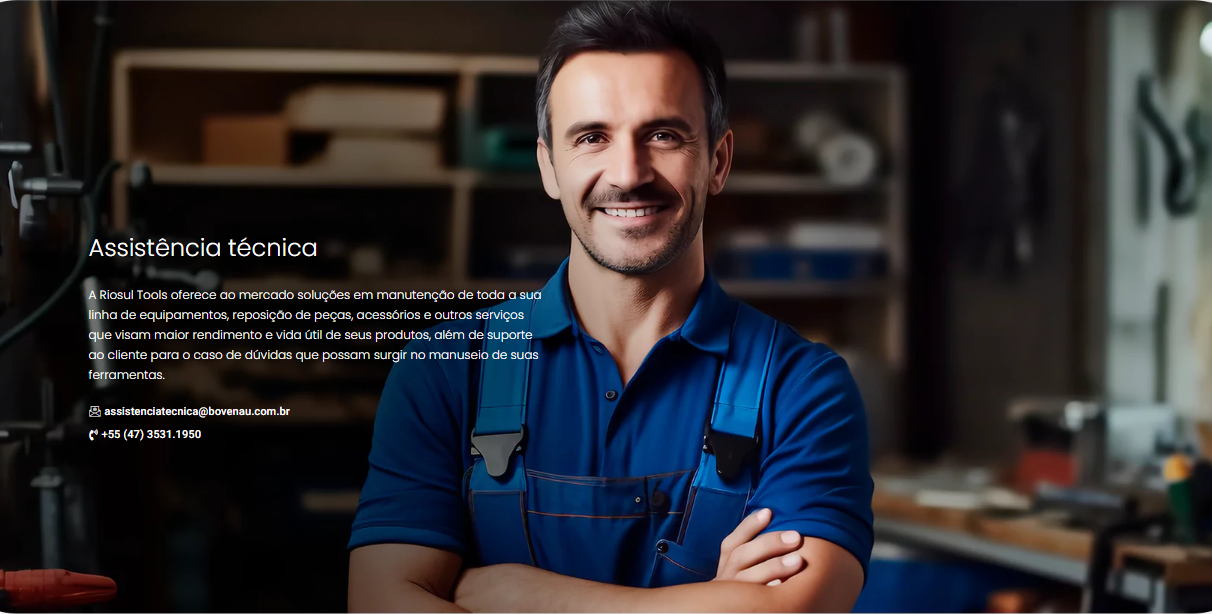 Assistência técnica
A Riosul Tools oferece ao mercado soluções em manutenção de toda a sua
linha de equipamentos, reposição de peças, acessórios e outros serviços
que visam maior rendimento e vida útil de seus produtos, além de suporte
ao cliente para o caso de dúvidas que possam surgir no manuseio de suas
ferramentas.
assistenciatecnica@bovenau.com.br
+55 (47) 3531.1950